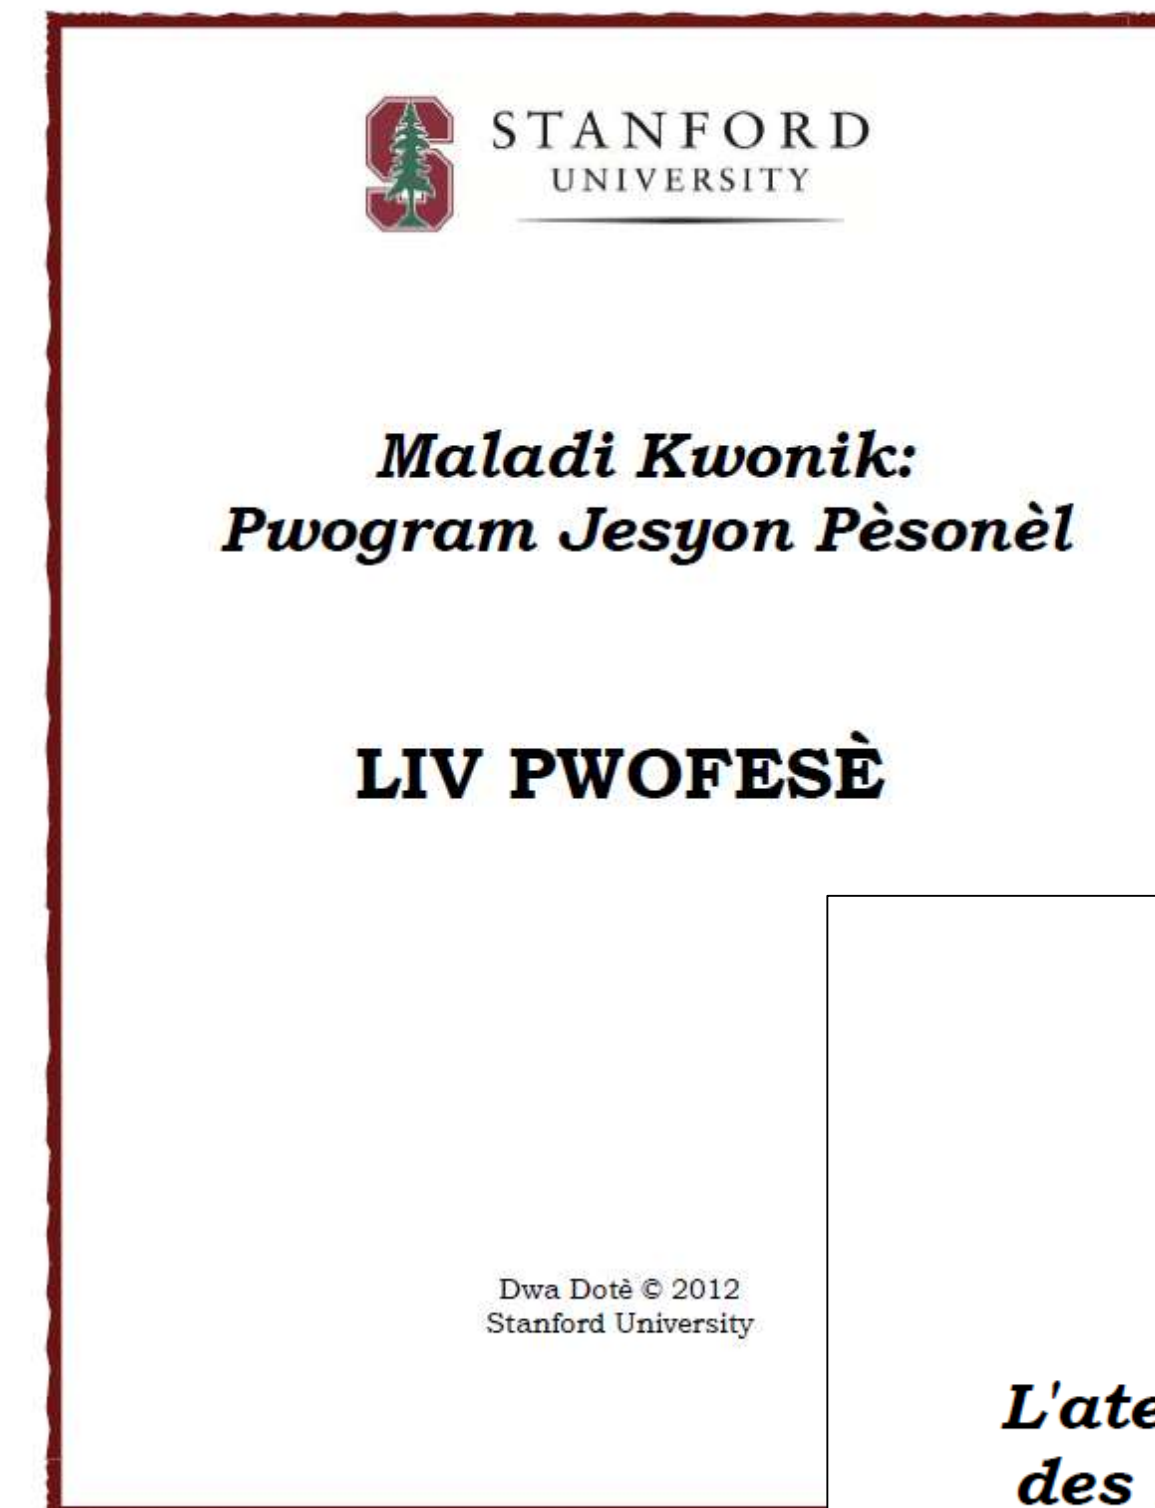 STANFORD
UNIVERSITY
Maladi Kwonik:
Pwogram Jesyon Pèsonèl
LIV PWOFESÈ
Dwa Dotè © 2012
Stanford University
L'ate
des